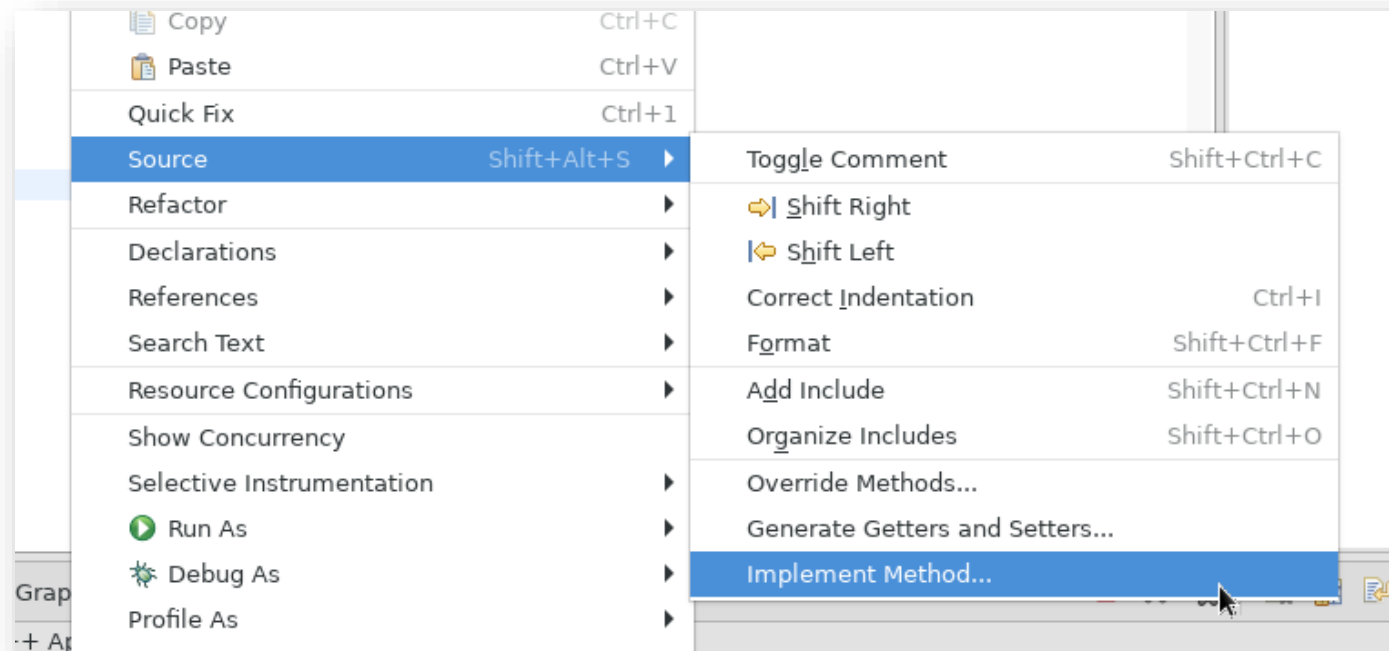 Copy Ctrl+C
Paste Ctrl+V
Quick Fix Ctrl+1
Source Shift+Alt+S
Refactor
Declarations
References
Search Text
Resource Configurations
Show Concurrency
Selective Instrumentation
Run As
Debug As
Profile As
Toggle Comment Shift+Ctrl+C
Shift Right
Shift Left
Correct Indentation Ctrl+I
Format Shift+Ctrl+F
Add Include Shift+Ctrl+N
Organize Includes Shift+Ctrl+O
Override Methods...
Generate Getters and Setters...
Implement Method...